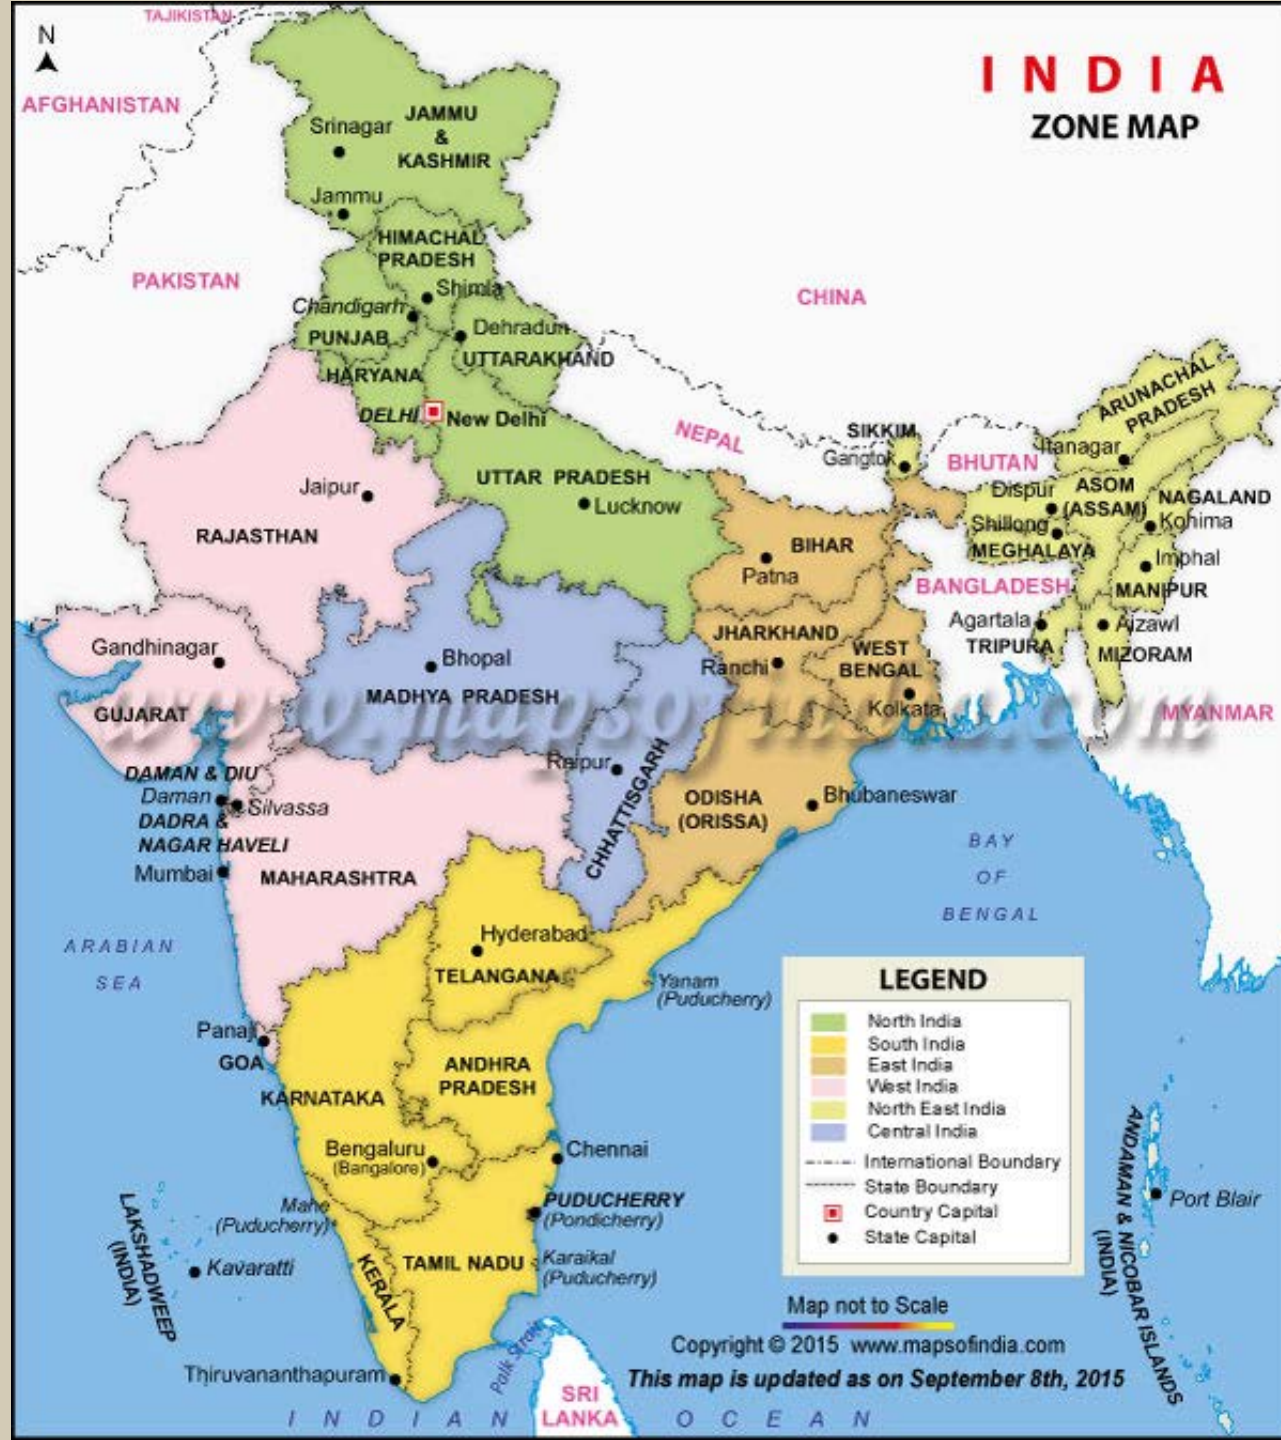 TAJIKISTAN
N
INDIA
ZONE MAP
AFGHANISTAN
JAMMU
&
KASHMIR
Srinagar
Jammu
HIMACHAL
PRADESH
PAKISTAN
CHINA
Shimla
Chandigarh
PUNJAB
Dehradun
UTTARAKHAND
HARYANA
DELHI
New Delhi
NEPAL
SIKKIM
Gangtok
BHUTAN
ARUNACHAL
PRADESH
Itanagar
Dispur
ASOM
(ASSAM)
NAGALAND
Kohima
Shillong
MEGHALAYA
Imphal
MANIPUR
BANGLADESH
Agartala
TRIPURA
Aizawl
MIZORAM
MYANMAR
UTTAR PRADESH
Lucknow
Jaipur
RAJASTHAN
BIHAR
Patna
JHARKHAND
Ranchi
WEST
BENGAL
Kolkata
Gandhinagar
GUJARAT
Bhopal
MADHYA PRADESH
www.mapsofindia.com
Raipur
CHHATTISGARH
ODISHA
(ORISSA)
Bhubaneswar
DAMAN & DIU
Daman
Silvassa
DADRA &
NAGAR HAVELI
Mumbai
MAHARASHTRA
BAY
OF
BENGAL
ARABIAN
SEA
Hyderabad
TELANGANA
Yanam
(Puducherry)
Panaji
GOA
KARNATAKA
ANDHRA
PRADESH
Bengaluru
(Bangalore)
Chennai
Mahe
(Puducherry)
PUDUCHERRY
(Pondicherry)
TAMIL NADU
Karaikal
(Puducherry)
KERALA
LAKSHADWEEP
(INDIA)
Kavaratti
Thiruvananthapuram
Palk Strait
SRI
LANKA
INDIAN OCEAN
LEGEND
North India
South India
East India
West India
North East India
Central India
International Boundary
State Boundary
Country Capital
State Capital
ANDAMAN & NICOBAR ISLANDS
(INDIA)
Port Blair
Map not to Scale
Copyright © 2015 www.mapsofindia.com
This map is updated as on September 8th, 2015